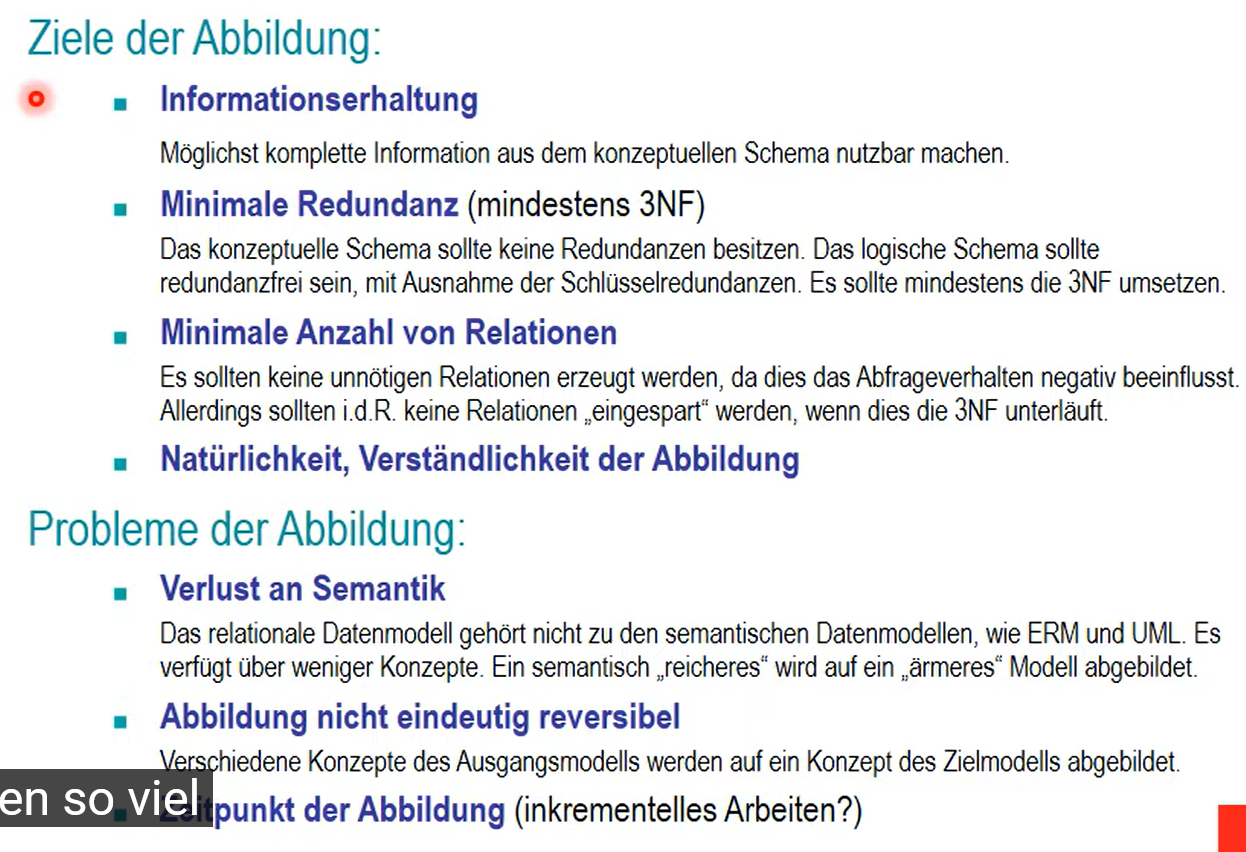 Ziele der Abbildung:
Informationserhaltung
Möglichst komplette Information aus dem konzeptuellen Schema nutzbar machen.
Minimale Redundanz (mindestens 3NF)
Das konzeptuelle Schema sollte keine Redundanzen besitzen. Das logische Schema sollte
redundanzfrei sein, mit Ausnahme der Schlüsselredundanzen. Es sollte mindestens die 3NF umsetzen.
Minimale Anzahl von Relationen
Es sollten keine unnötigen Relationen erzeugt werden, da dies das Abfrageverhalten negativ beeinflusst.
Allerdings sollten i.d.R. keine Relationen „eingespart“ werden, wenn dies die 3NF unterläuft.
Natürlichkeit, Verständlichkeit der Abbildung
Probleme der Abbildung:
Verlust an Semantik
Das relationale Datenmodell gehört nicht zu den semantischen Datenmodellen, wie ERM und UML. Es
verfügt über weniger Konzepte. Ein semantisch „reicheres“ wird auf ein „ärmeres“ Modell abgebildet.
Abbildung nicht eindeutig reversibel
Verschiedene Konzepte des Ausgangsmodells werden auf ein Konzept des Zielmodells abgebildet.
en so viel
Zeitpunkt der Abbildung (inkrementelles Arbeiten?)